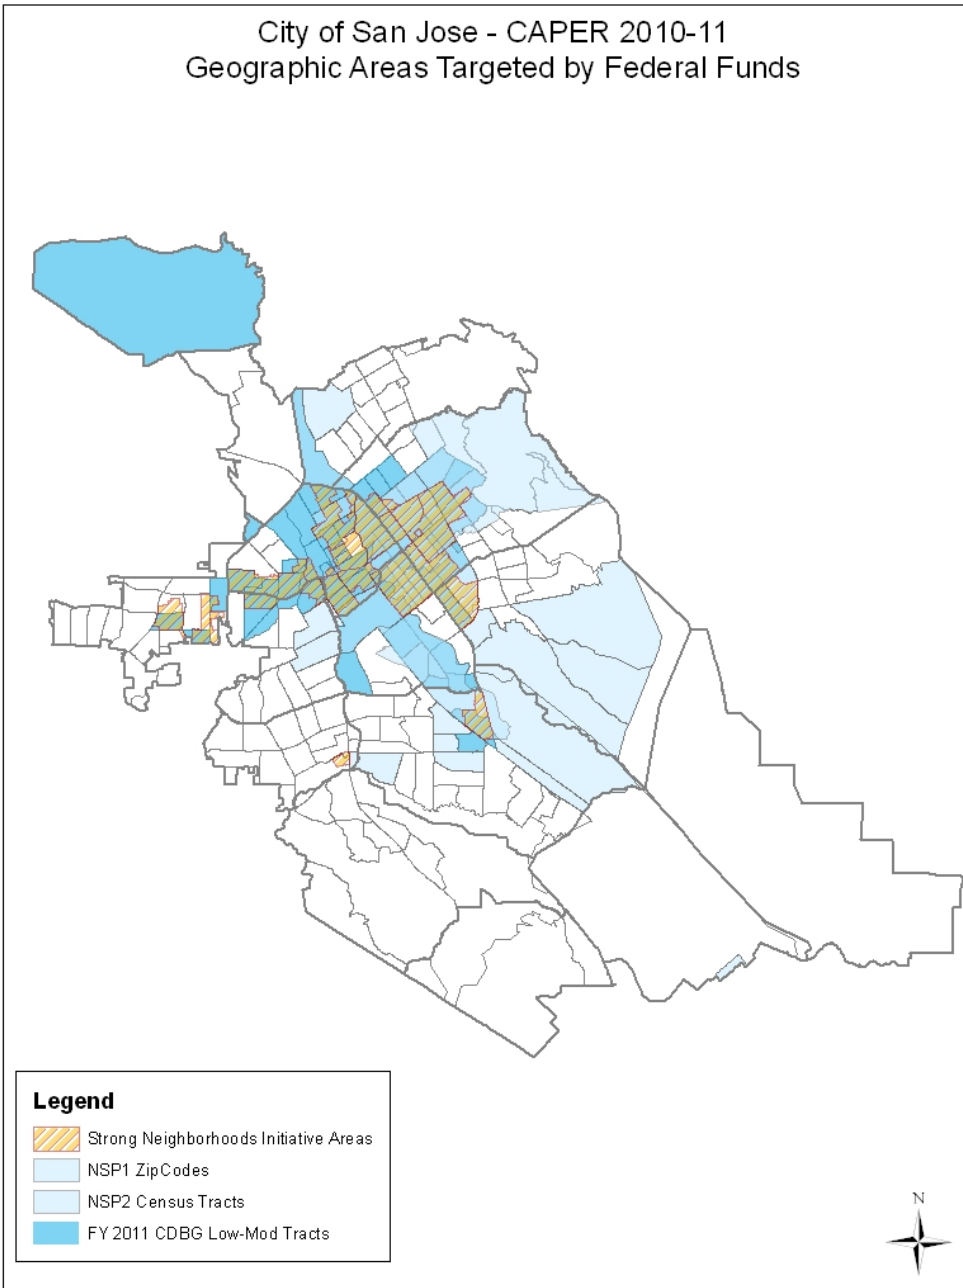 City of San Jose - CAPER 2010-11
Geographic Areas Targeted by Federal Funds
Legend
Strong Neighborhoods Initiative Areas
NSP1 ZipCodes
NSP2 Census Tracts
FY 2011 CDBG Low-Mod Tracts
N